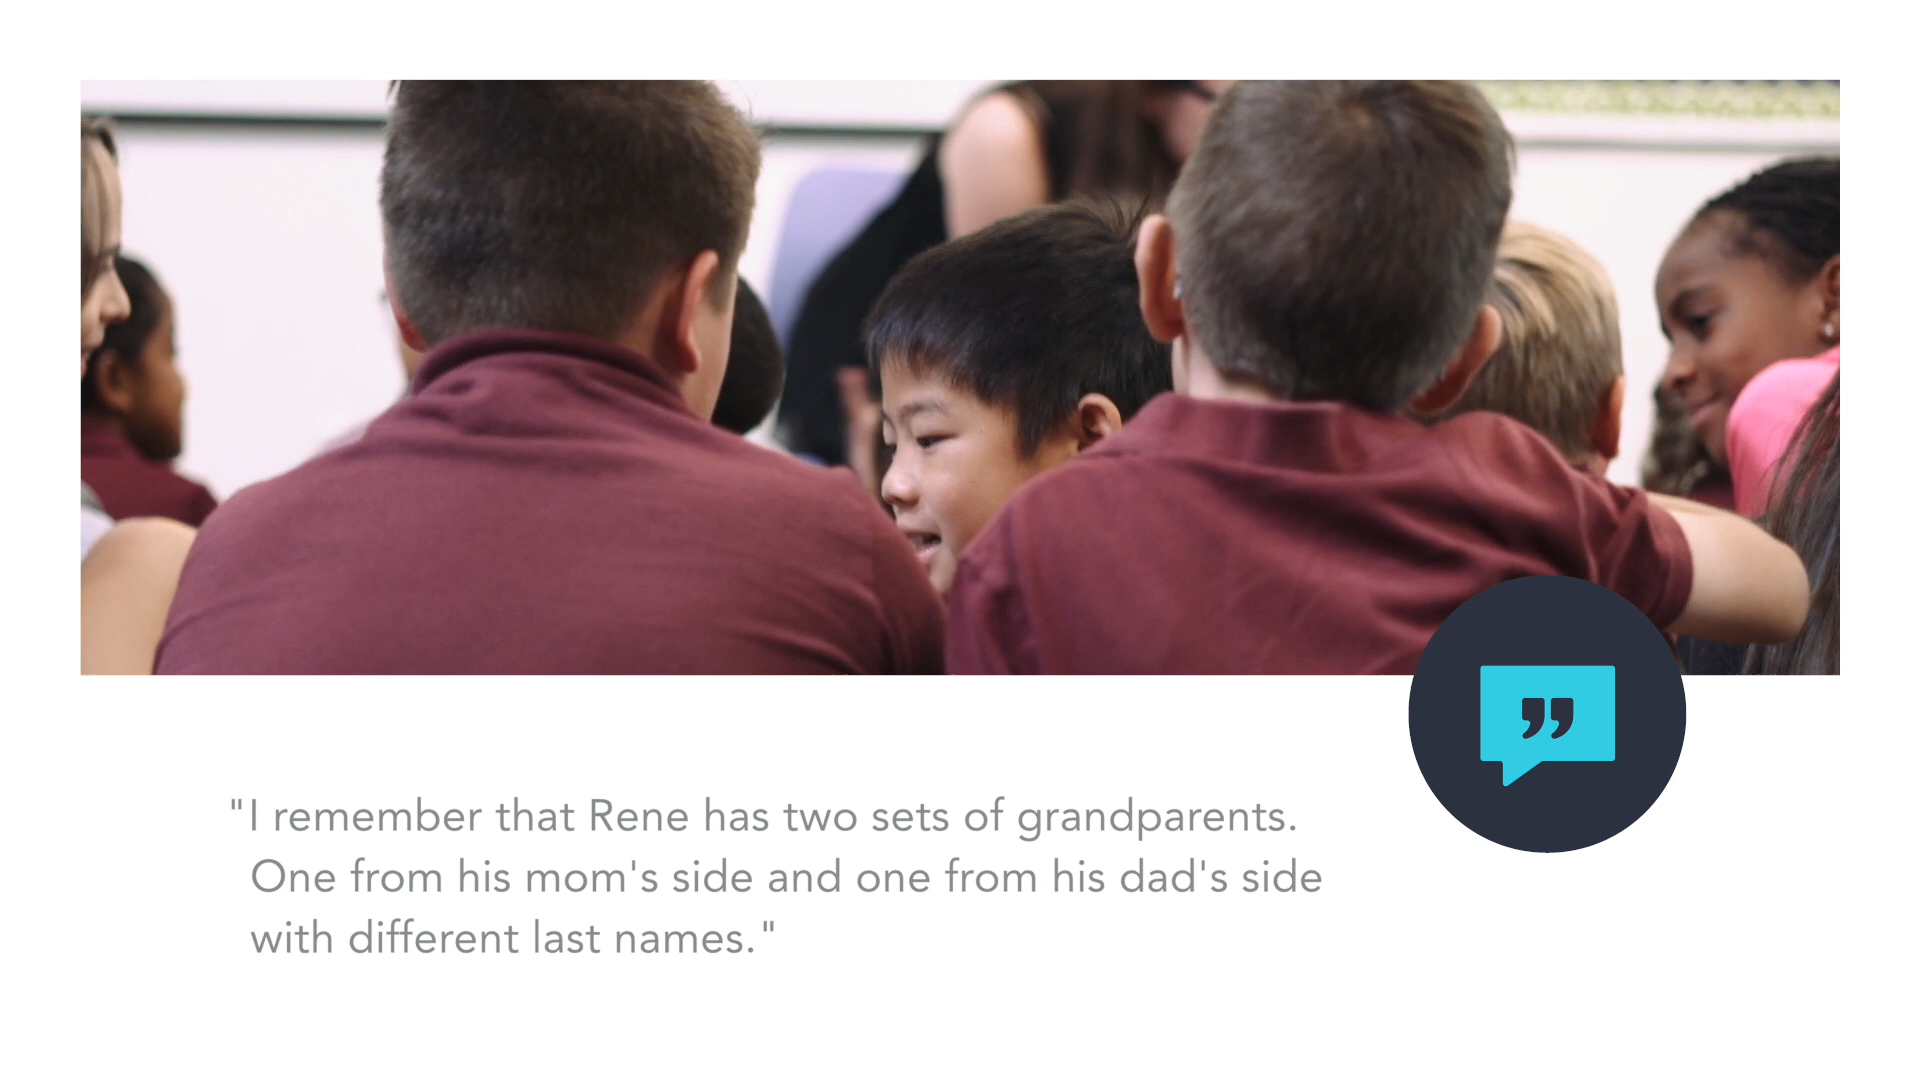 "I remember that Rene has two sets of grandparents.
One from his mom's side and one from his dad's side
with different last names."